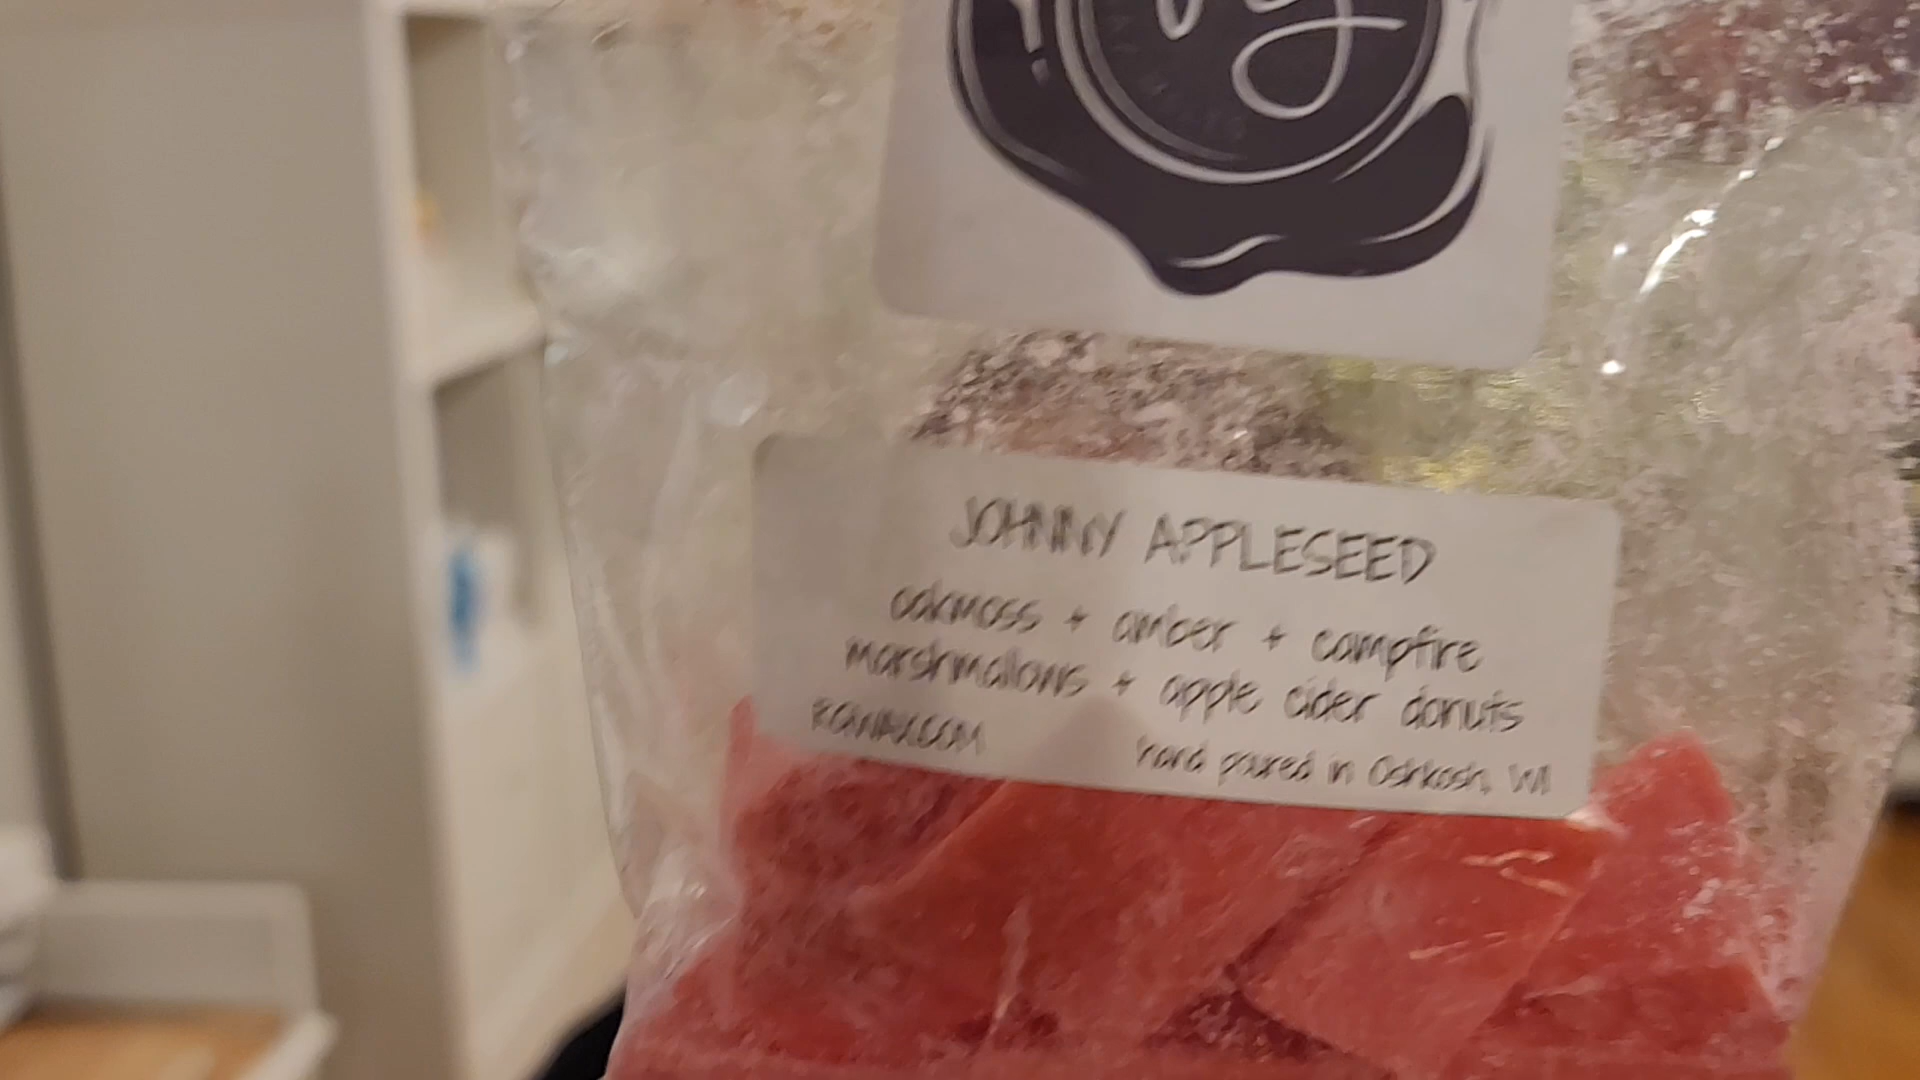 JOHNNY APPLESEED
oakmoss + amber + campfire
marshmallows + apple cider donuts
hand poured in Oshkosh, WI